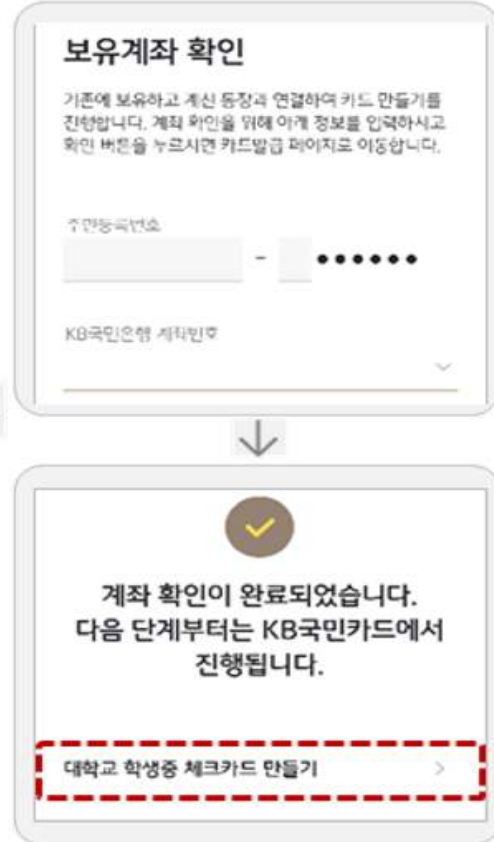 보유계좌 확인
기존에 보유하고 계신 통장과 연결하여 카드 만들기를
진행합니다. 계좌 확인을 위해 아래 정보를 입력하시고
확인 버튼을 누르시면 카드발급 페이지로 이동합니다.
주민등록번호
- ●●●●●●
KB국민은행 계좌번호
계좌 확인이 완료되었습니다.
다음 단계부터는 KB국민카드에서
진행됩니다.
대학교 학생증 체크카드 만들기